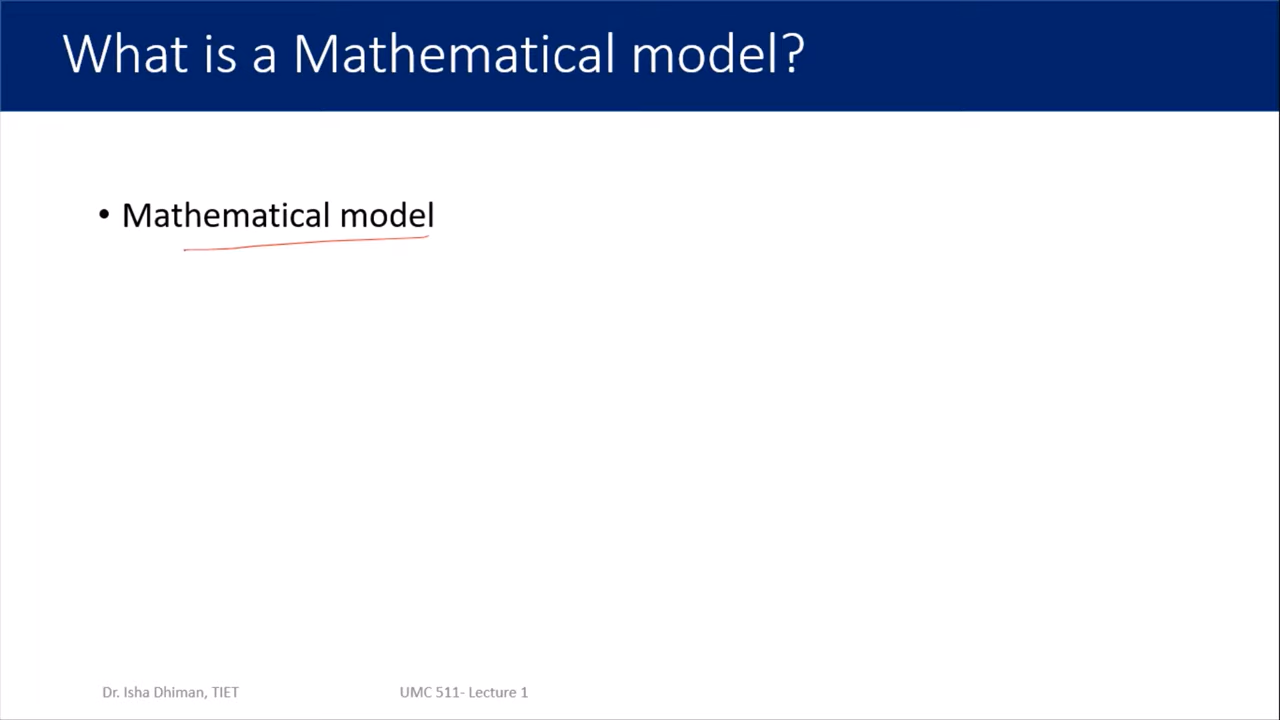 What is a Mathematical model?
• Mathematical model
Dr. Isha Dhiman, TIET
UMC 511- Lecture 1